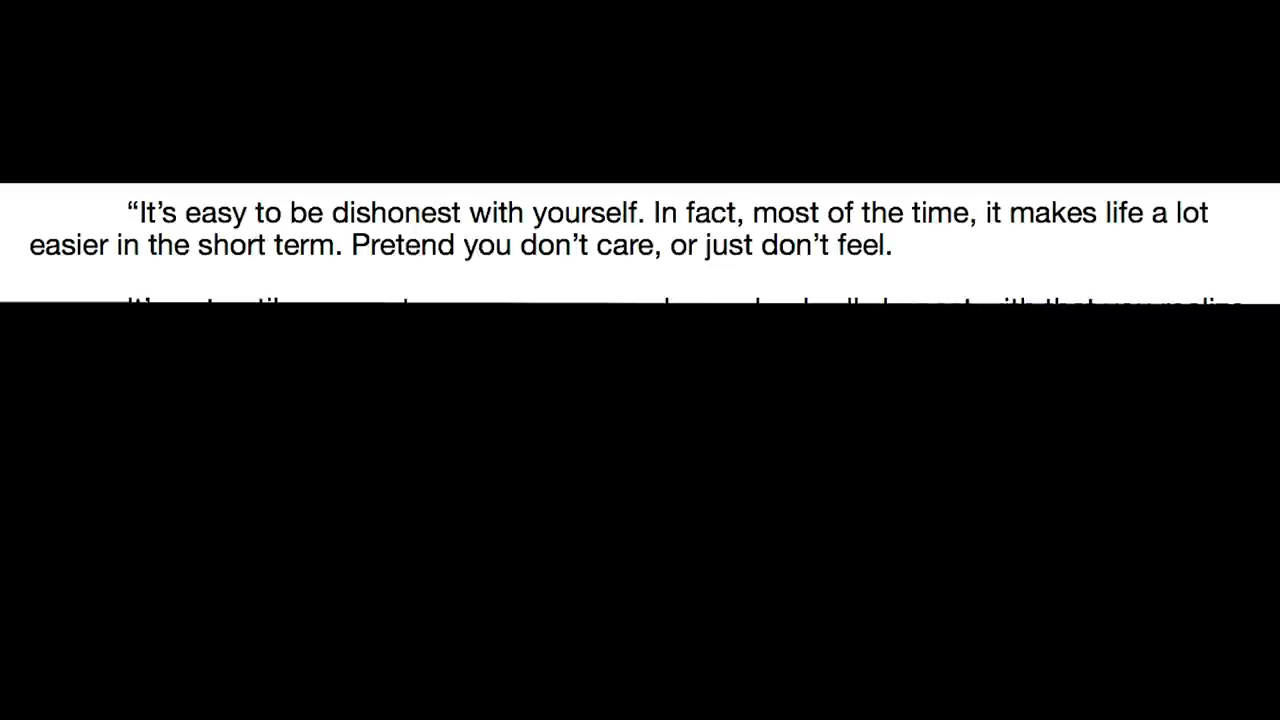 “It’s easy to be dishonest with yourself. In fact, most of the time, it makes life a lot
easier in the short term. Pretend you don’t care, or just don’t feel.